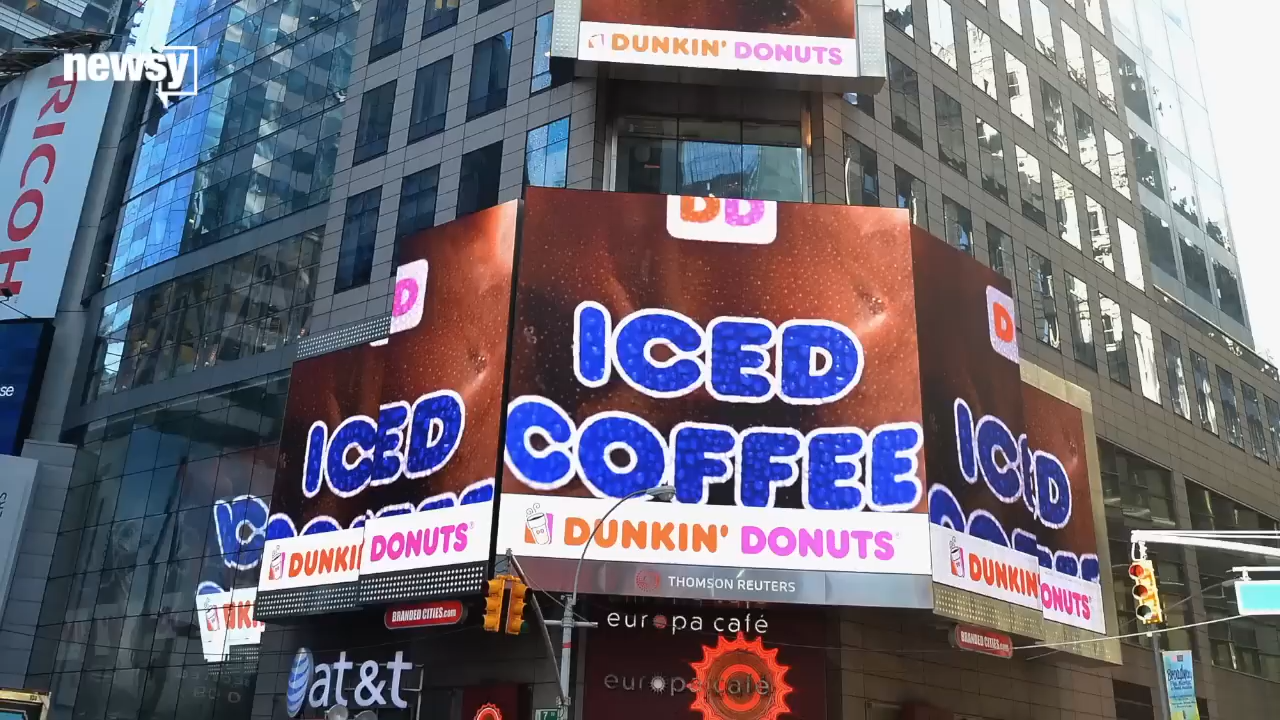 newsy
RICOH
DUNKIN' DONUTS
DD
ICED
COFFEE
DUNKIN' DONUTS
THOMSON REUTERS
D
ICED
DUNKIN
DONUTS
D
ICED
DUNKIN'
DONUTS
BRANDED CITIES.com
BRANDED CITIES
europa café
europa café
at&t
se